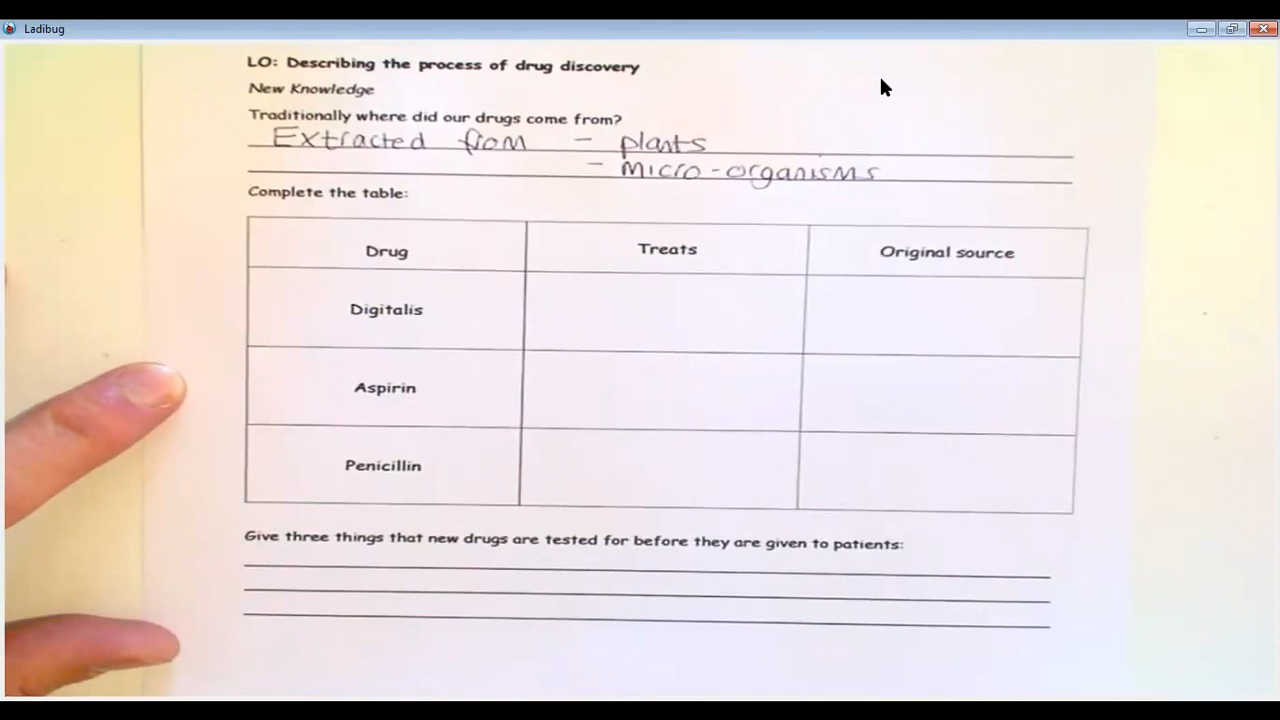 Ladibug
LO: Describing the process of drug discovery
New Knowledge
Traditionally where did our drugs come from?
Extracted from - plants
- micro-organisms
Complete the table:
Drug Treats Original source
Digitalis
Aspirin
Penicillin
Give three things that new drugs are tested for before they are given to patients: